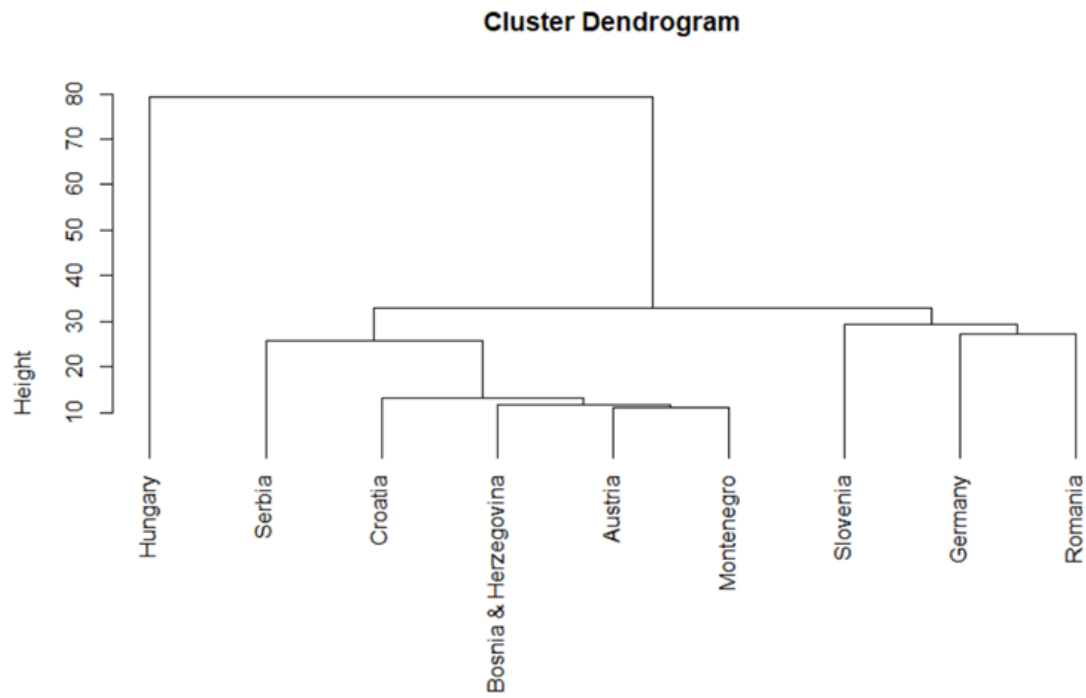 Cluster Dendrogram
Height
80
70
60
50
40
30
20
10
Hungary
Serbia
Croatia
Bosnia & Herzegovina
Austria
Montenegro
Slovenia
Germany
Romania